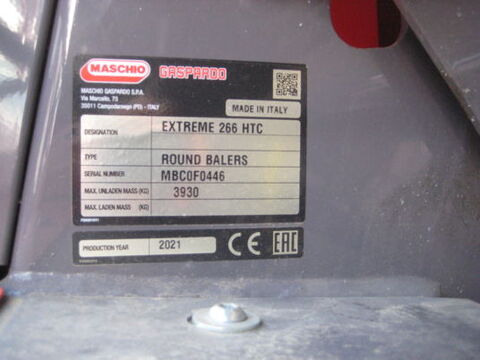 MASCHIO GASPARDO
MASCHIO GASPARDO S.P.A.
Via Marcello, 73
35011 Campodarsego (PD) - ITALY
MADE IN ITALY
DESIGNATION EXTREME 266 HTC
TYPE ROUND BALERS
SERIAL NUMBER MBC0F0446
MAX. UNLADEN MASS (KG) 3930
MAX. LADEN MASS (KG)
PRODUCTION YEAR 2021 CE EAC